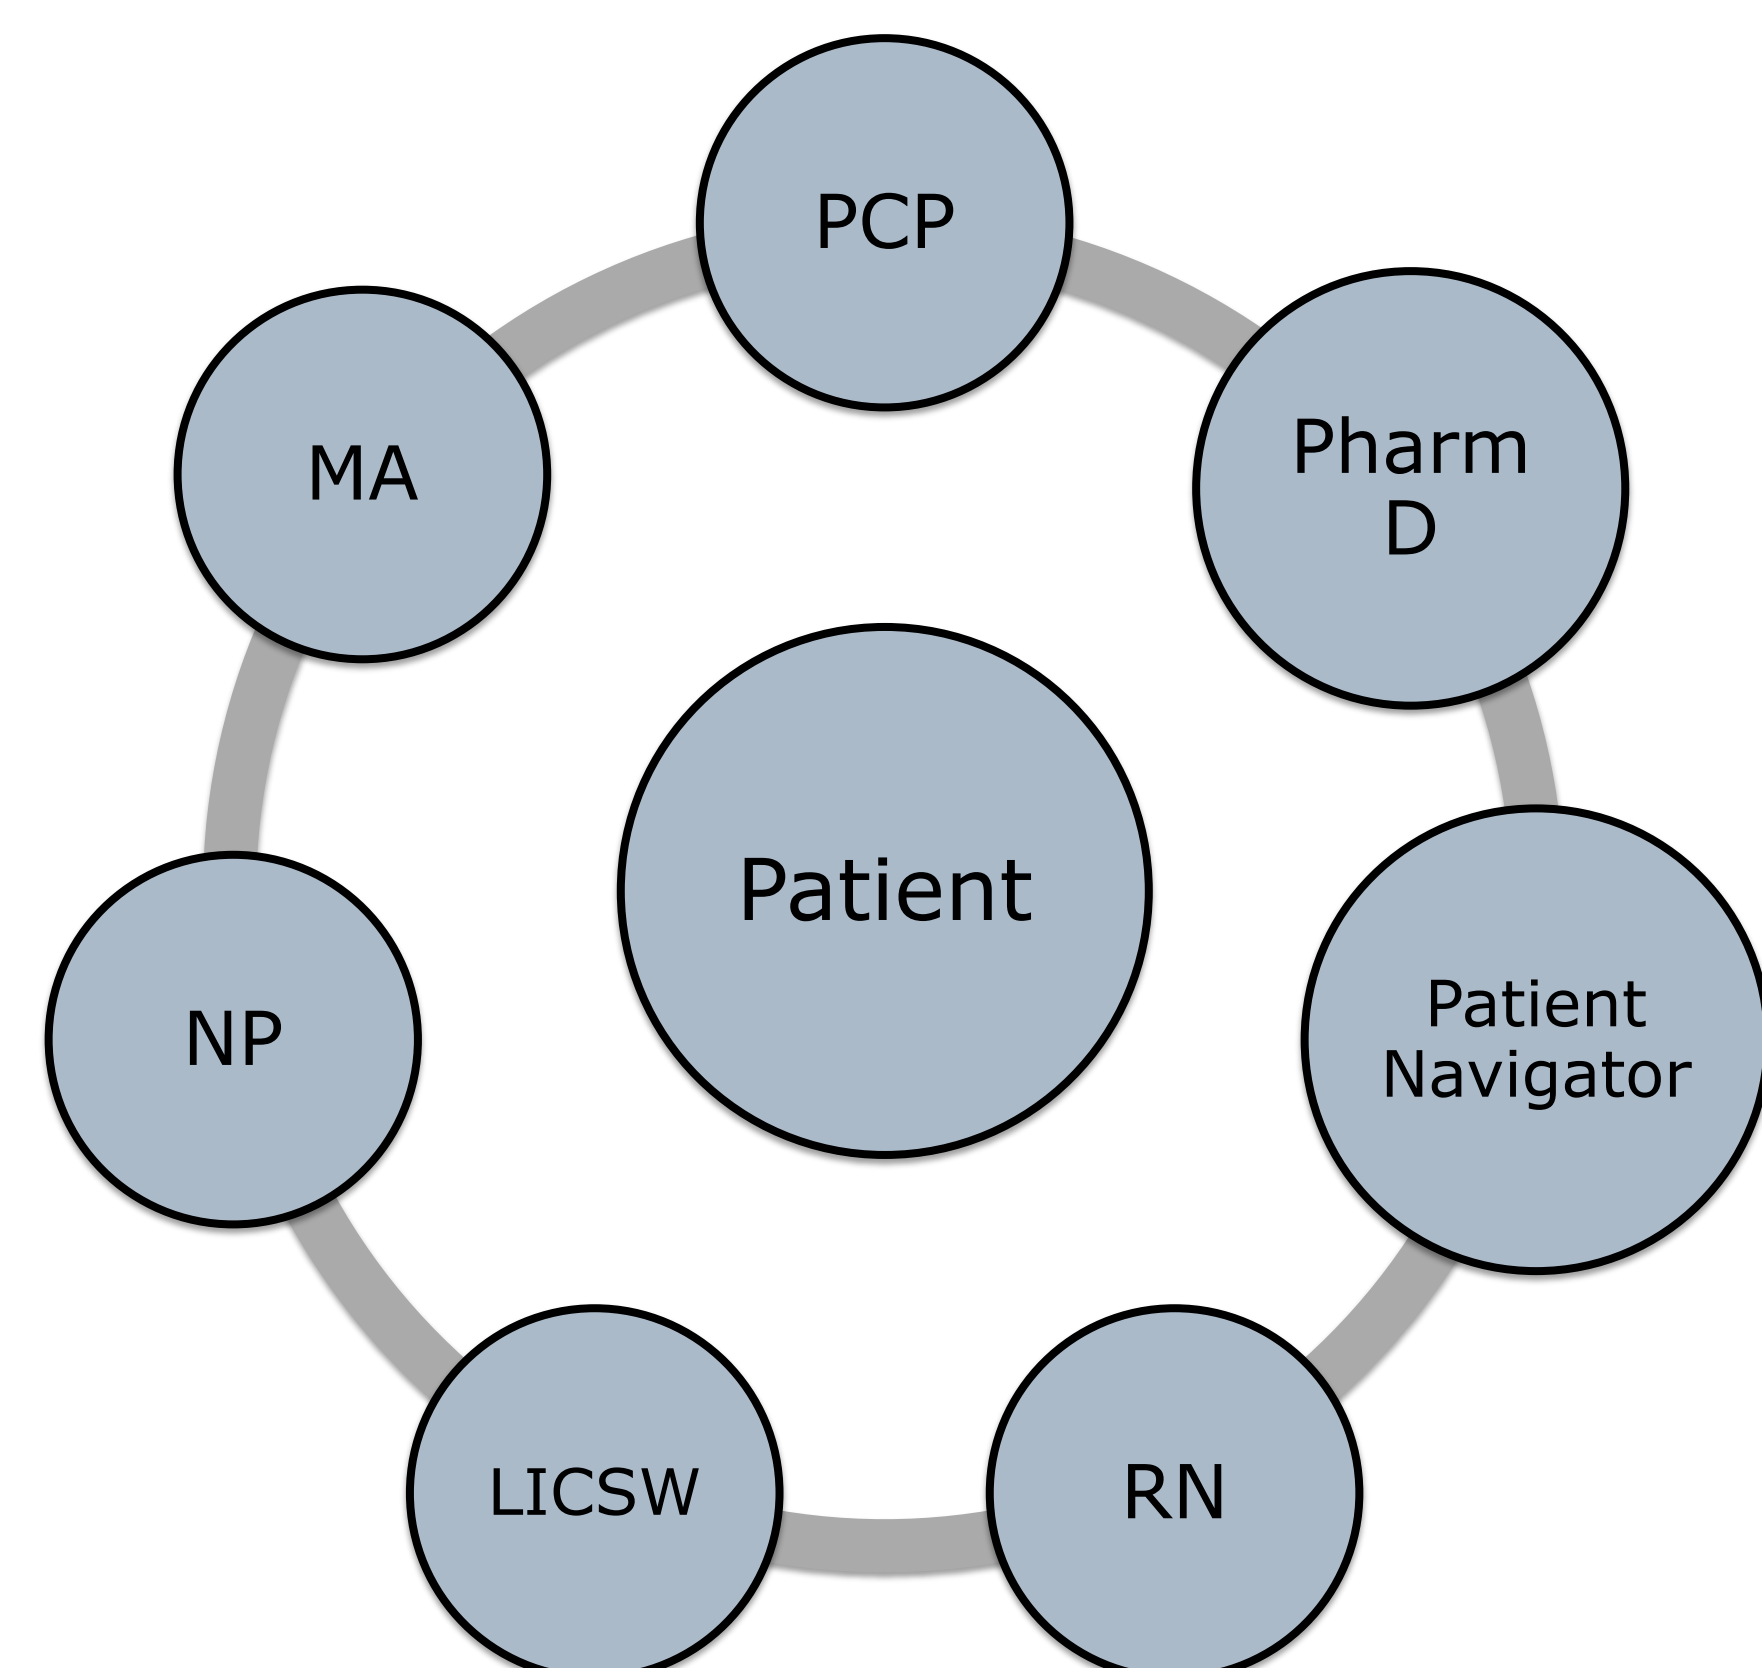 PCP
Pharm
D
MA
Patient
Patient
Navigator
NP
LICSW
RN